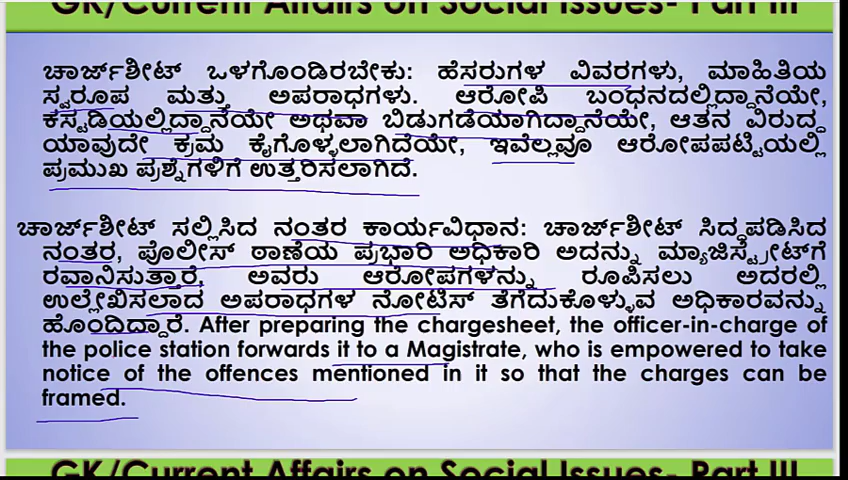 GK/Current Affairs on Social Issues- Part III
ಚಾರ್ಜ್‌ಶೀಟ್ ಒಳಗೊಂಡಿರಬೇಕು: ಹೆಸರುಗಳ ವಿವರಗಳು, ಮಾಹಿತಿಯ
ಸ್ವರೂಪ ಮತ್ತು ಅಪರಾಧಗಳು. ಆರೋಪಿ ಬಂಧನದಲ್ಲಿದ್ದಾನೆಯೇ,
ಕಸ್ಟಡಿಯಲ್ಲಿದ್ದಾನೆಯೇ ಅಥವಾ ಬಿಡುಗಡೆಯಾಗಿದ್ದಾನೆಯೇ, ಆತನ ವಿರುದ್ಧ
ಯಾವುದೇ ಕ್ರಮ ಕೈಗೊಳ್ಳಲಾಗಿದೆಯೇ, ಇವೆಲ್ಲವೂ ಆರೋಪಪಟ್ಟಿಯಲ್ಲಿ
ಪ್ರಮುಖ ಪ್ರಶ್ನೆಗಳಿಗೆ ಉತ್ತರಿಸಲಾಗಿದೆ.
ಚಾರ್ಜ್‌ಶೀಟ್ ಸಲ್ಲಿಸಿದ ನಂತರ ಕಾರ್ಯವಿಧಾನ: ಚಾರ್ಜ್‌ಶೀಟ್ ಸಿದ್ಧಪಡಿಸಿದ
ನಂತರ, ಪೊಲೀಸ್ ಠಾಣೆಯ ಪ್ರಭಾರಿ ಅಧಿಕಾರಿ ಅದನ್ನು ಮ್ಯಾಜಿಸ್ಟ್ರೇಟ್‌ಗೆ
ರವಾನಿಸುತ್ತಾರೆ, ಅವರು ಆರೋಪಗಳನ್ನು ರೂಪಿಸಲು ಅದರಲ್ಲಿ
ಉಲ್ಲೇಖಿಸಲಾದ ಅಪರಾಧಗಳ ನೋಟಿಸ್ ತೆಗೆದುಕೊಳ್ಳುವ ಅಧಿಕಾರವನ್ನು
ಹೊಂದಿದ್ದಾರೆ. After preparing the chargesheet, the officer-in-charge of
the police station forwards it to a Magistrate, who is empowered to take
notice of the offences mentioned in it so that the charges can be
framed.
GK/Current Affairs on Social Issues- Part III